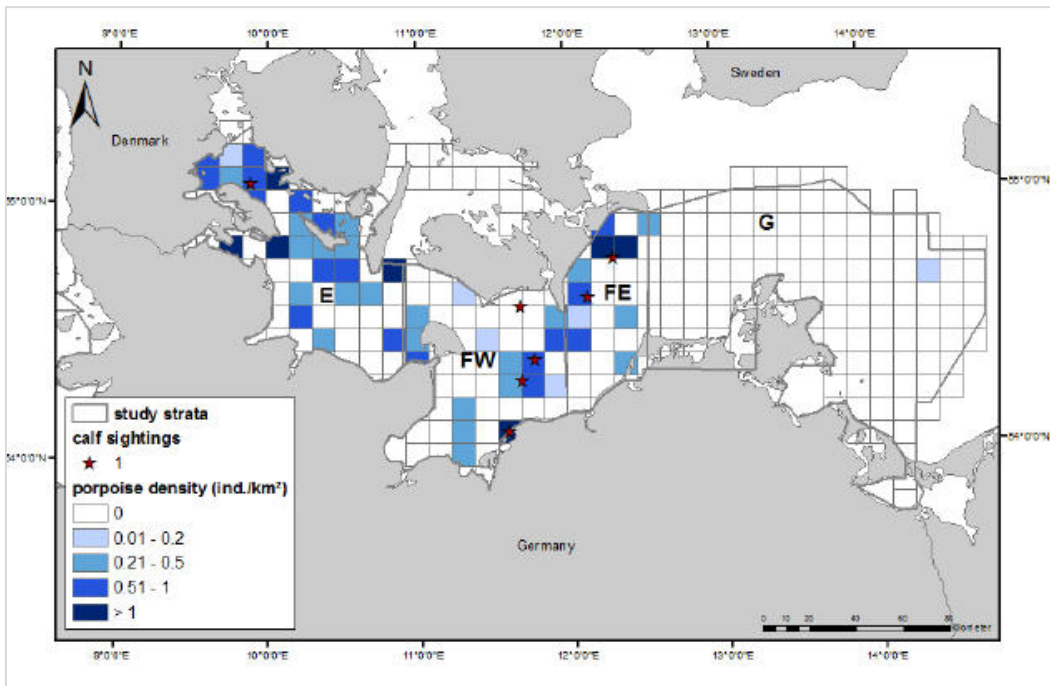 9°0'0"E 10°0'0"E 11°0'0"E 12°0'0"E 13°0'0"E 14°0'0"E
N
Sweden
Denmark
55°0'0"N
55°0'0"N
G
E
FE
FW
study strata
calf sightings
1
porpoise density (ind./km²)
0
0.01 - 0.2
0.21 - 0.5
0.51 - 1
> 1
54°0'0"N
54°0'0"N
Germany
0 10 20 40 60 80
Kilometer
9°0'0"E 10°0'0"E 11°0'0"E 12°0'0"E 13°0'0"E 14°0'0"E